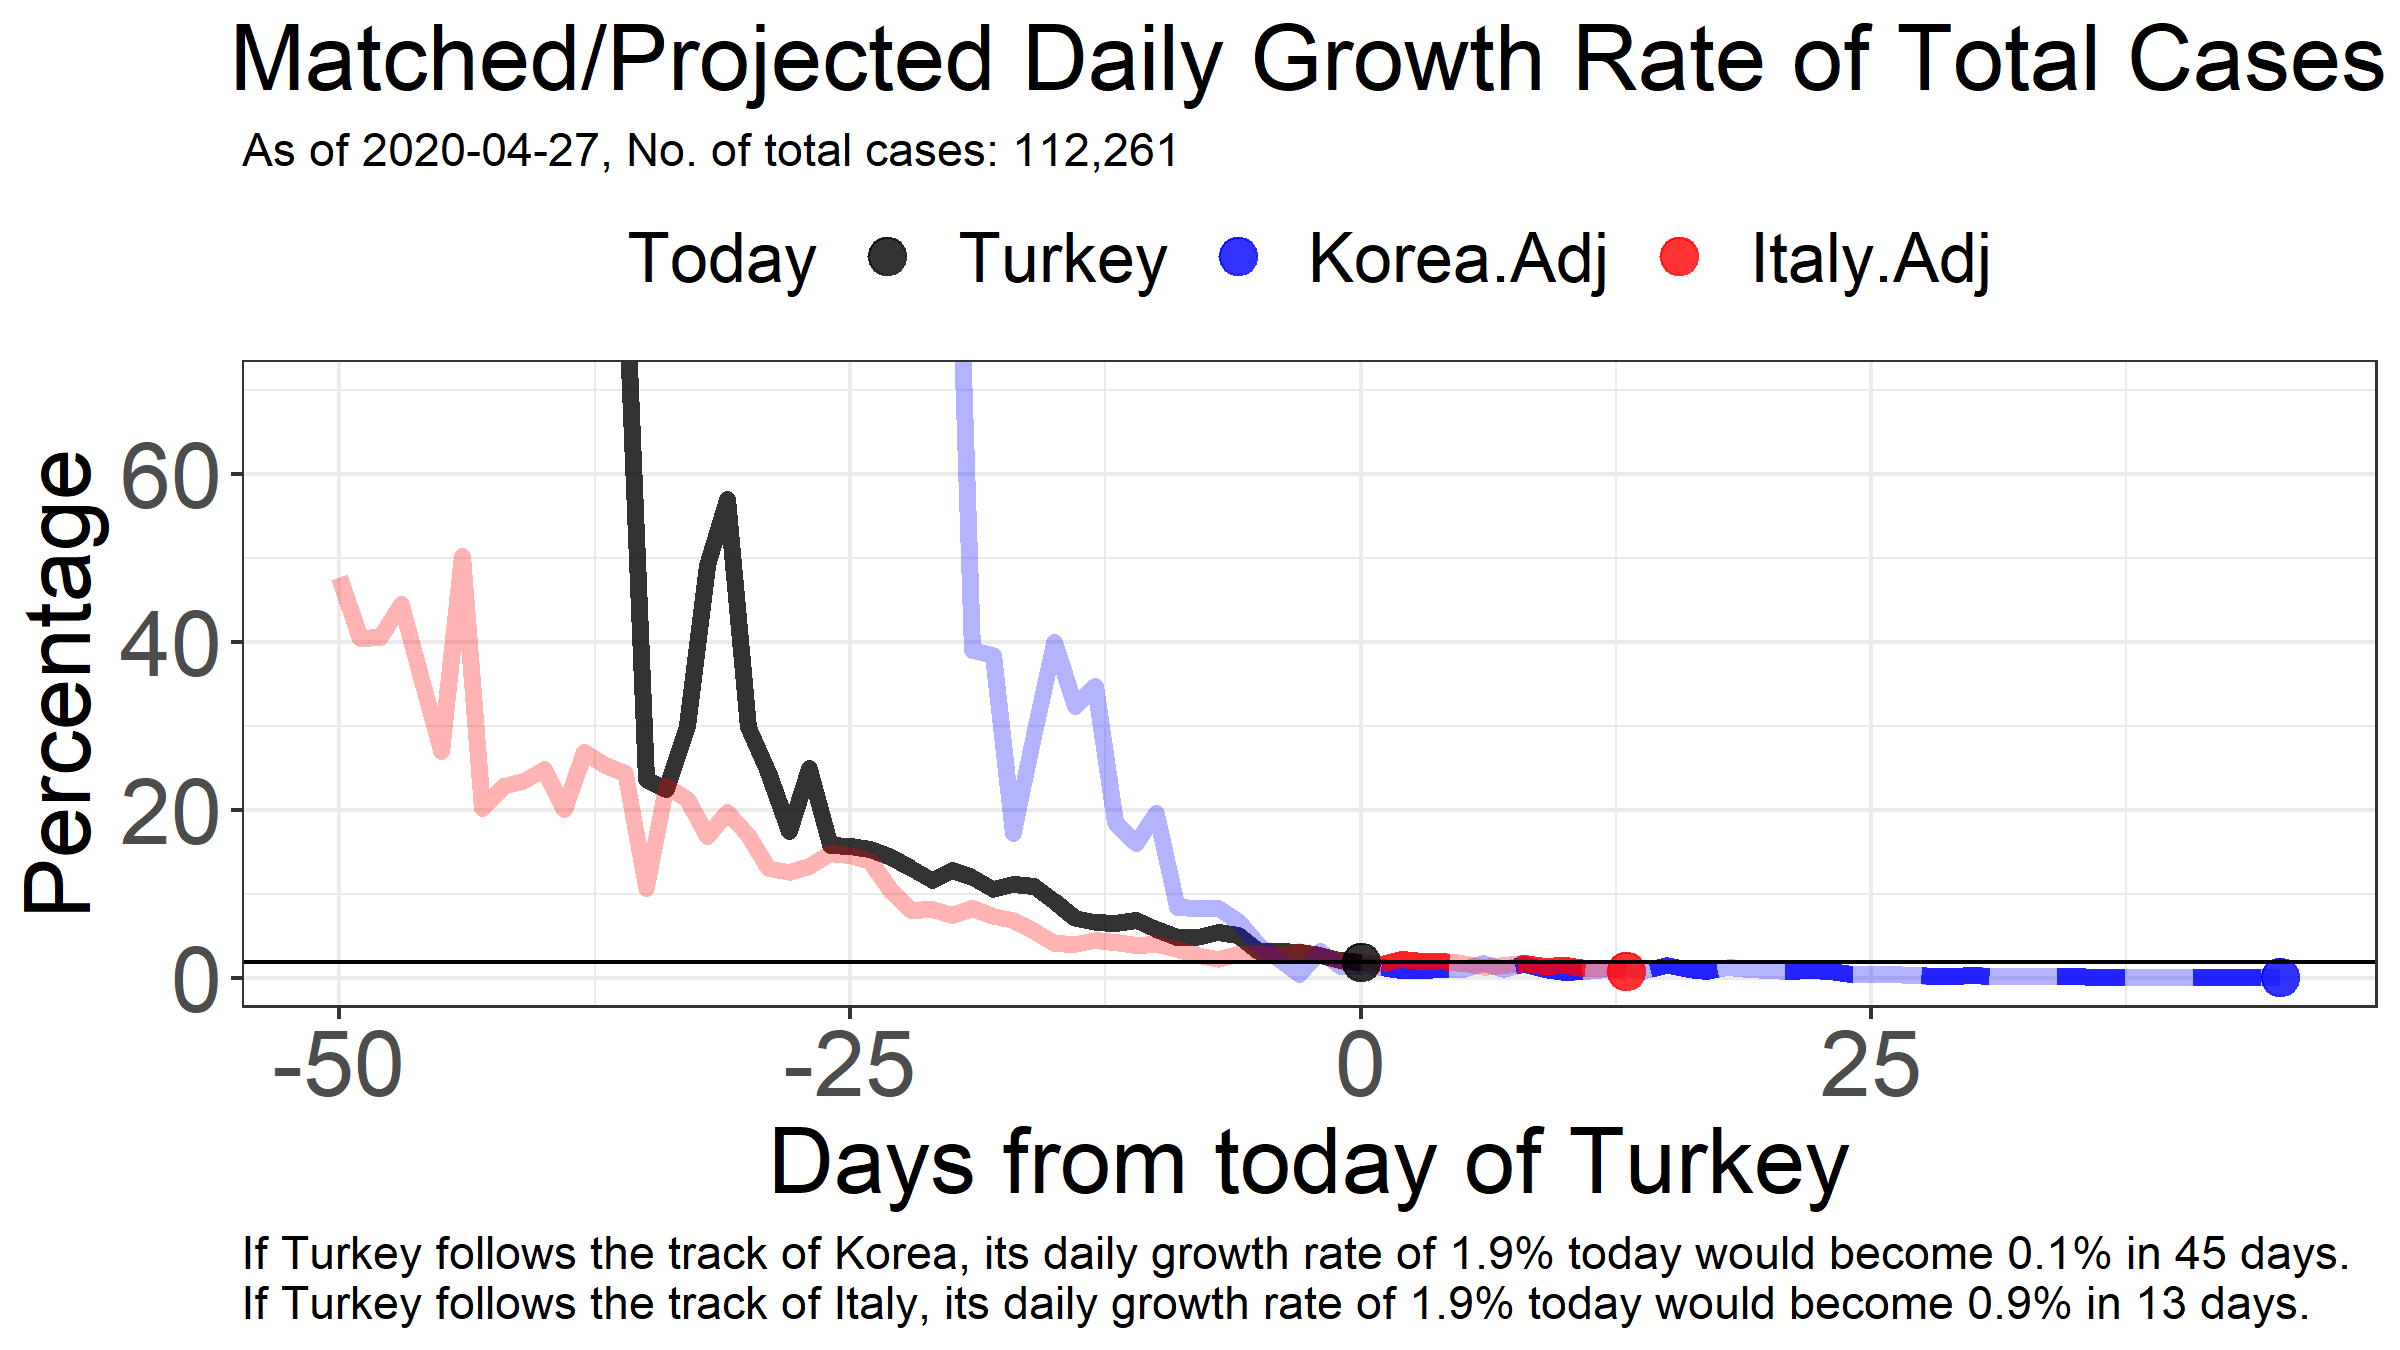 Matched/Projected Daily Growth Rate of Total Cases
As of 2020-04-27, No. of total cases: 112,261
Today Turkey Korea.Adj Italy.Adj
Percentage
60
40
20
0
-50 -25 0 25
Days from today of Turkey
If Turkey follows the track of Korea, its daily growth rate of 1.9% today would become 0.1% in 45 days.
If Turkey follows the track of Italy, its daily growth rate of 1.9% today would become 0.9% in 13 days.